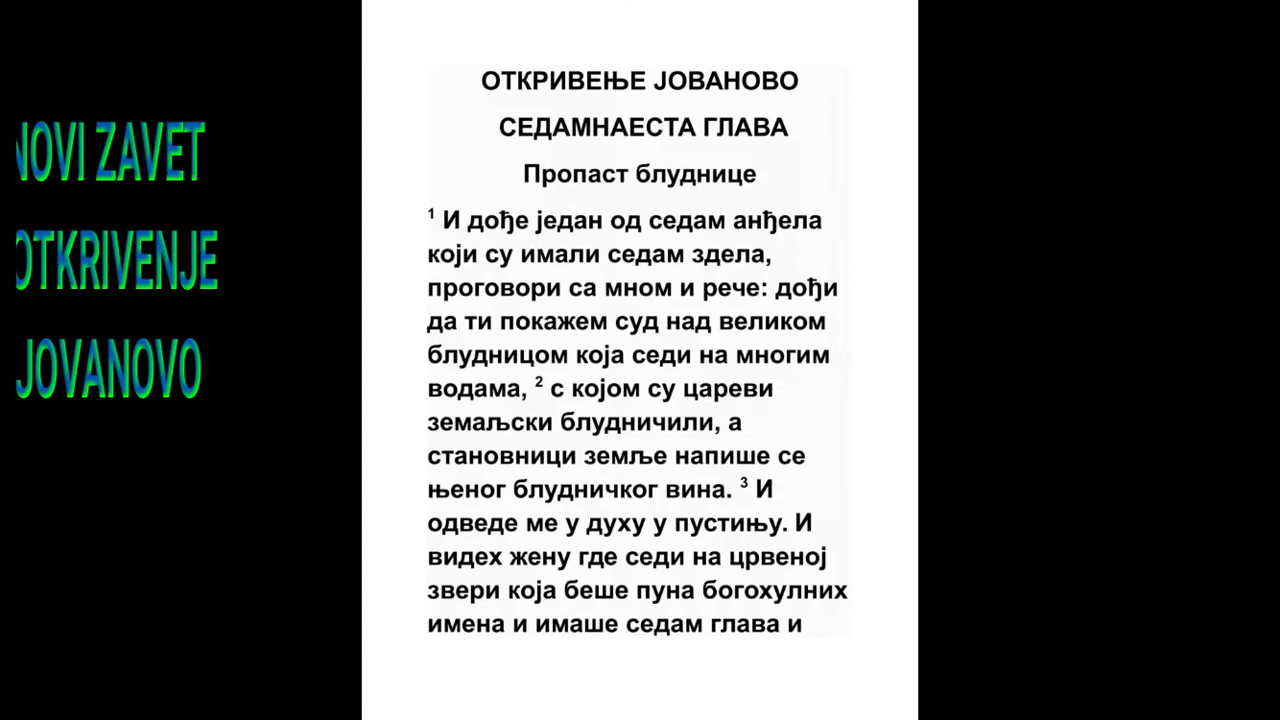 NOVI ZAVET
OTKRIVENJE
JOVANOVO
ОТКРИВЕЊЕ ЈОВАНОВО
СЕДАМНАЕСТА ГЛАВА
Пропаст блуднице
1 И дође један од седам анђела
који су имали седам здела,
проговори са мном и рече: дођи
да ти покажем суд над великом
блудницом која седи на многим
водама, 2 с којом су цареви
земаљски блудничили, а
становници земље напише се
њеног блудничког вина. 3 И
одведе ме у духу у пустињу. И
видех жену где седи на црвеној
звери која беше пуна богохулних
имена и имаше седам глава и